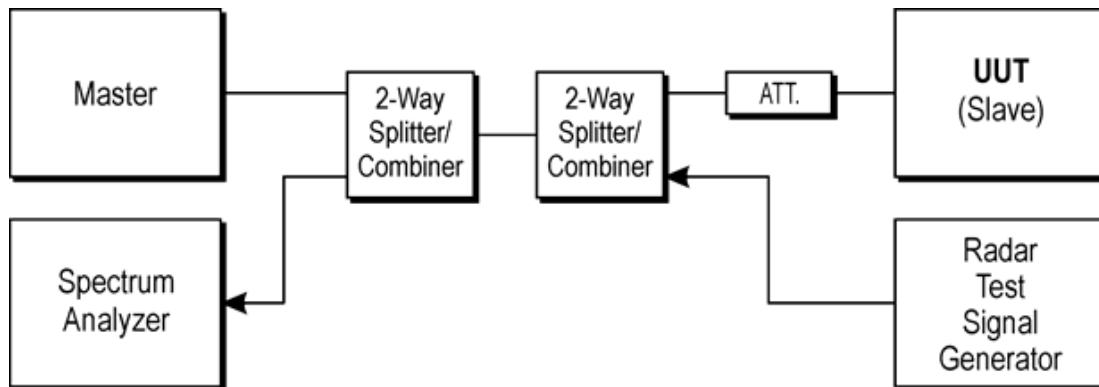 Master
2-Way
Splitter/
Combiner
2-Way
Splitter/
Combiner
ATT.
UUT
(Slave)
Spectrum
Analyzer
Radar
Test
Signal
Generator